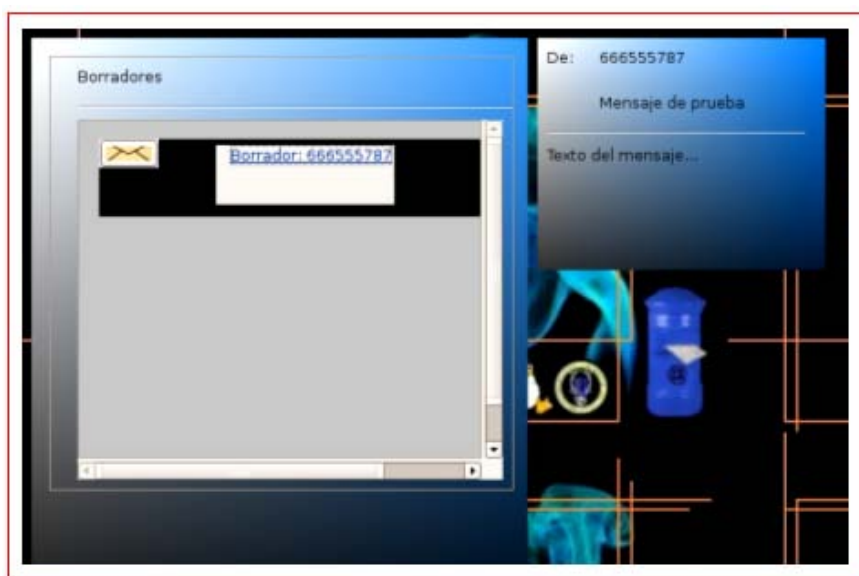 Borradores
Borrador: 666555787
De: 666555787
Mensaje de prueba
Texto del mensaje...